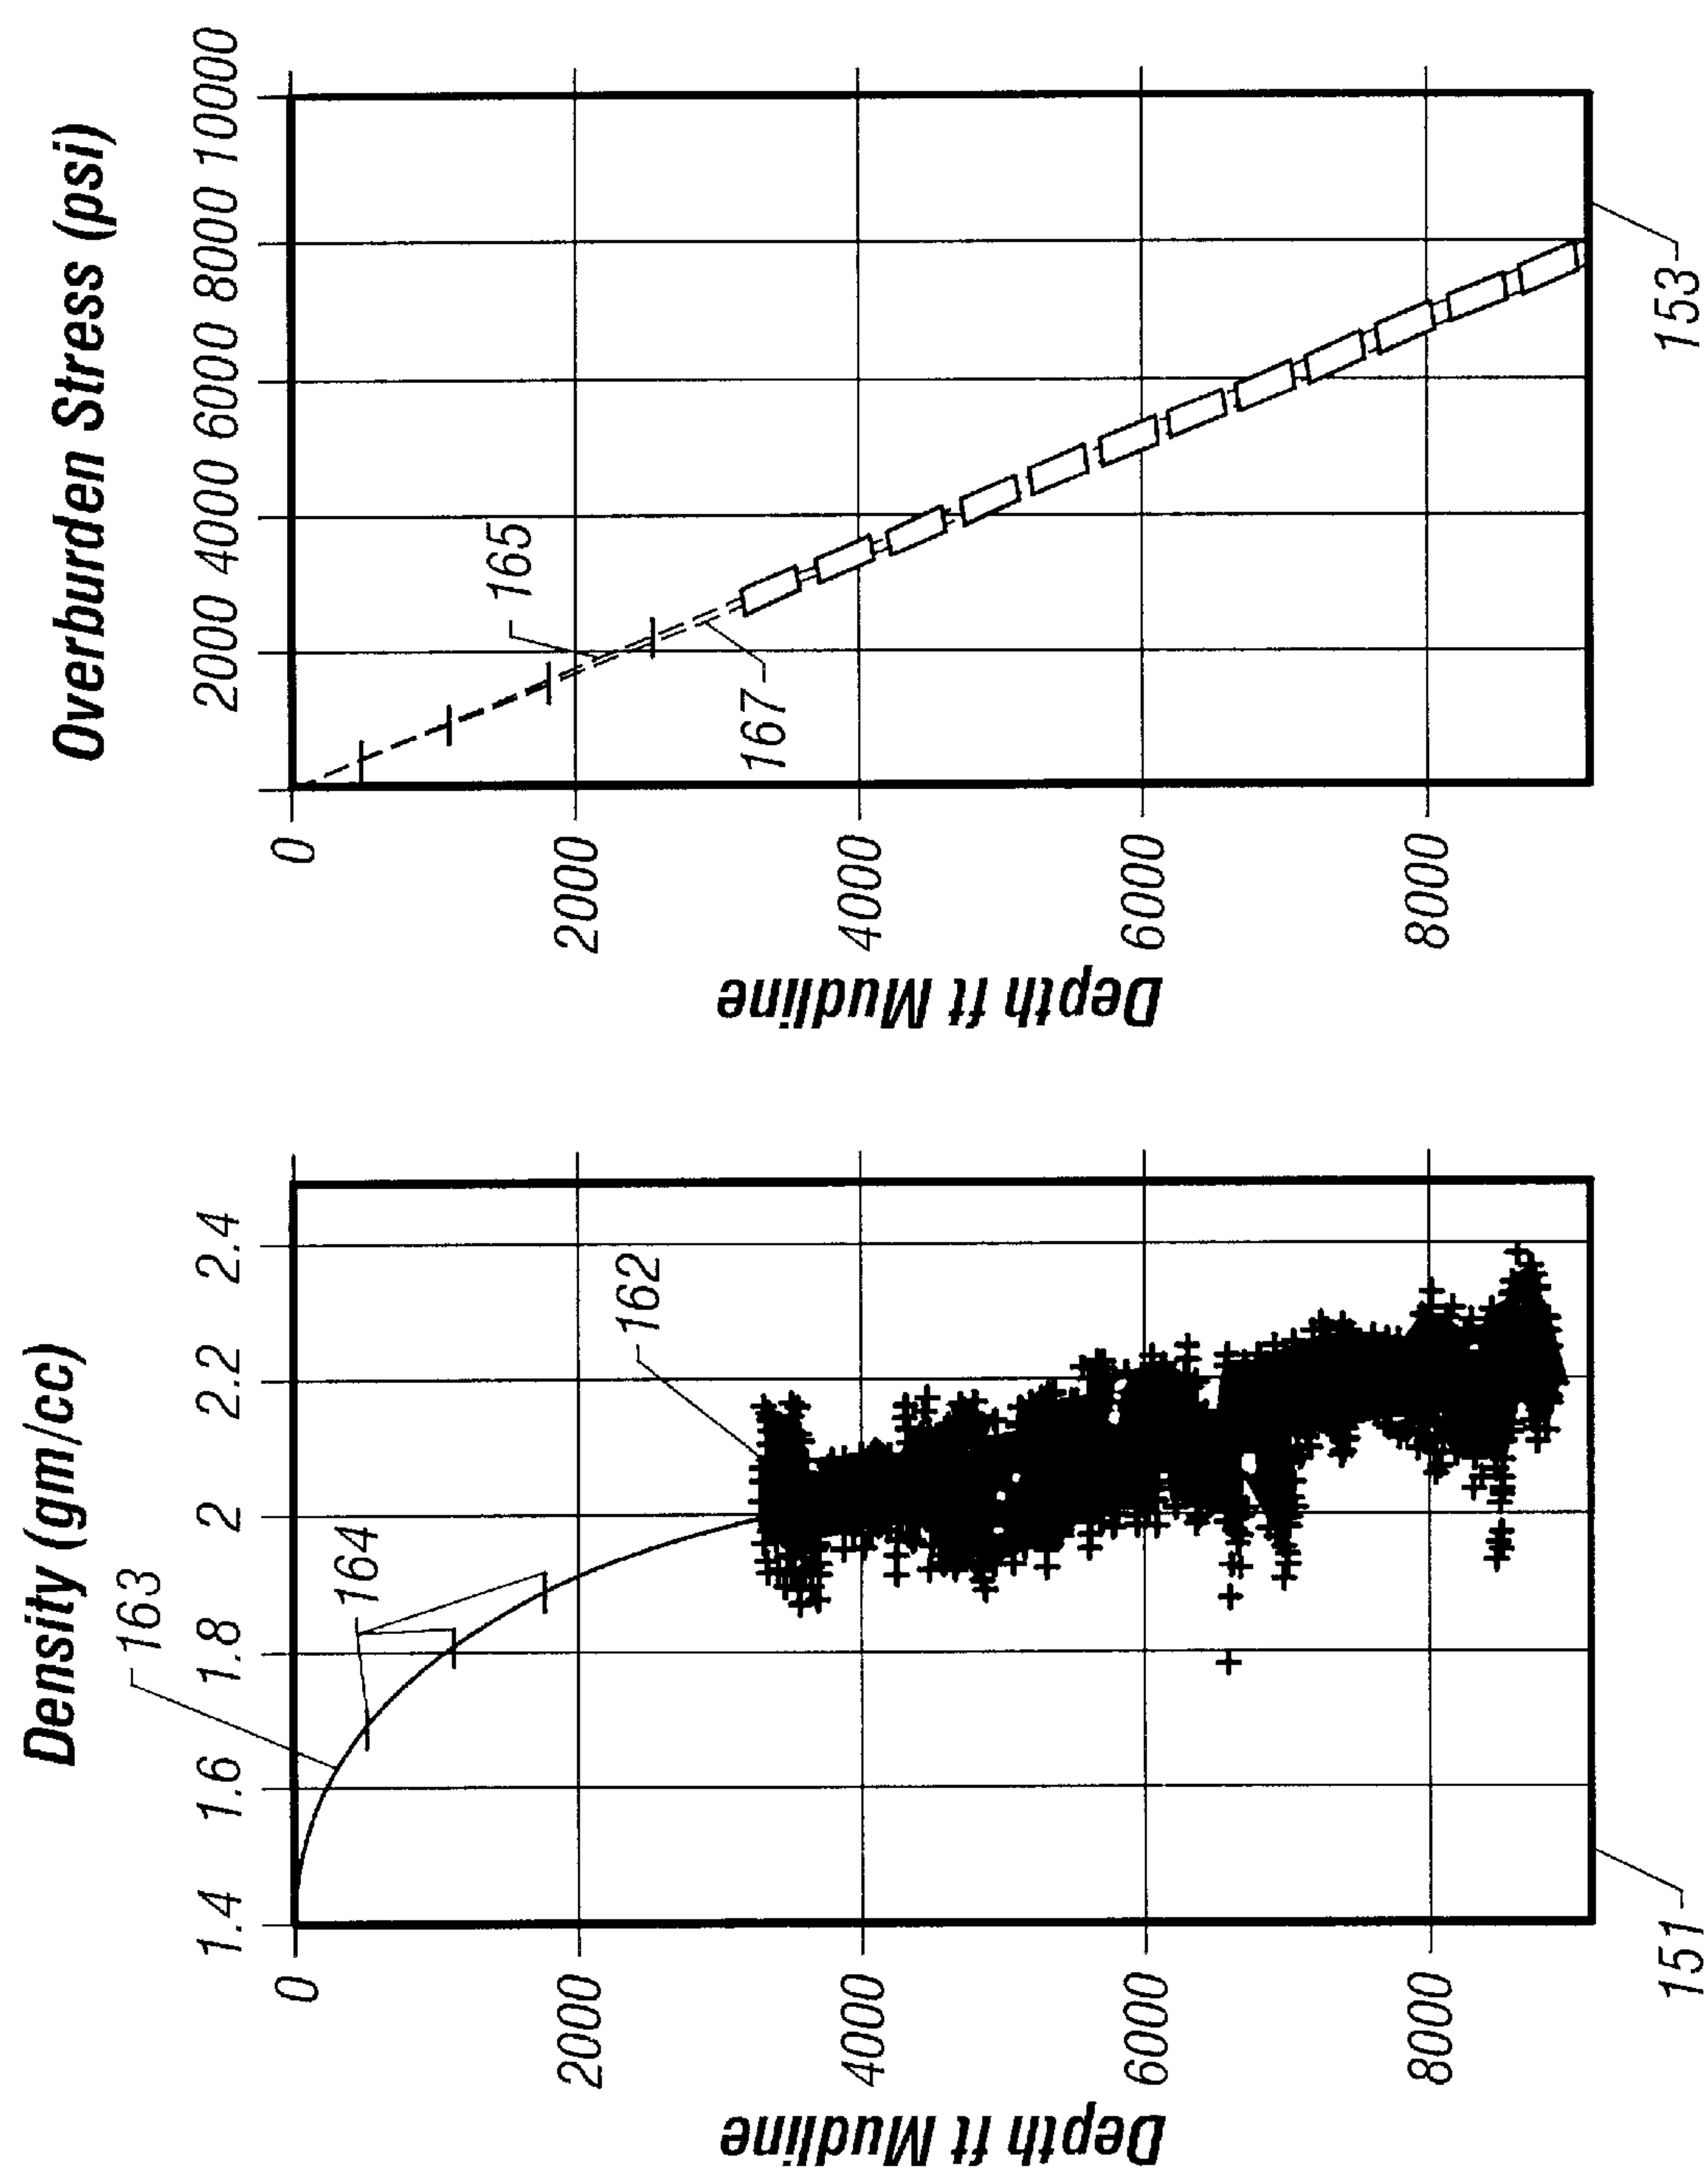 Density (gm/cc)
1.4 1.6 1.8 2 2.2 2.4
163
164
162
0
2000
4000
6000
8000
Depth ft Mudline
151
Overburden Stress (psi)
2000 4000 6000 8000 10000
165
167
0
2000
4000
6000
8000
Depth ft Mudline
153